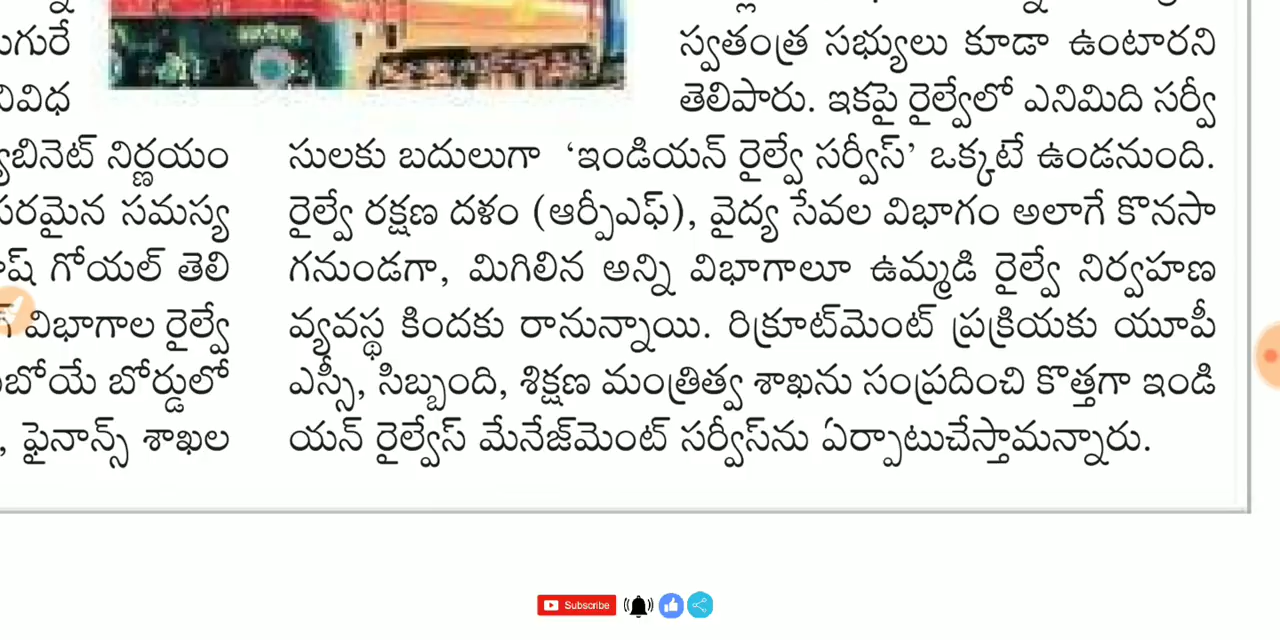 గురే
వివిధ
బినెట్ నిర్ణయం
సమస్య
గోయల్ తెలి
విభాగాల రైల్వే
బోయే బోర్డులో
, ఫైనాన్స్ శాఖల
స్వతంత్ర సభ్యులు కూడా ఉంటారని
తెలిపారు. ఇకపై రైల్వేలో ఎనిమిది సర్వీ
సులకు బదులుగా ‘ఇండియన్ రైల్వే సర్వీస్’ ఒక్కటే ఉండనుంది.
రైల్వే రక్షణ దళం (ఆర్పీఎఫ్), వైద్య సేవల విభాగం అలాగే కొనసా
గనుండగా, మిగిలిన అన్ని విభాగాలూ ఉమ్మడి రైల్వే నిర్వహణ
వ్యవస్థ కిందకు రానున్నాయి. రిక్రూట్‌మెంట్ ప్రక్రియకు యూపీ
ఎస్సీ, సిబ్బంది, శిక్షణ మంత్రిత్వ శాఖను సంప్రదించి కొత్తగా ఇండి
యన్ రైల్వేస్ మేనేజ్‌మెంట్ సర్వీస్‌ను ఏర్పాటుచేస్తామన్నారు.
Subscribe